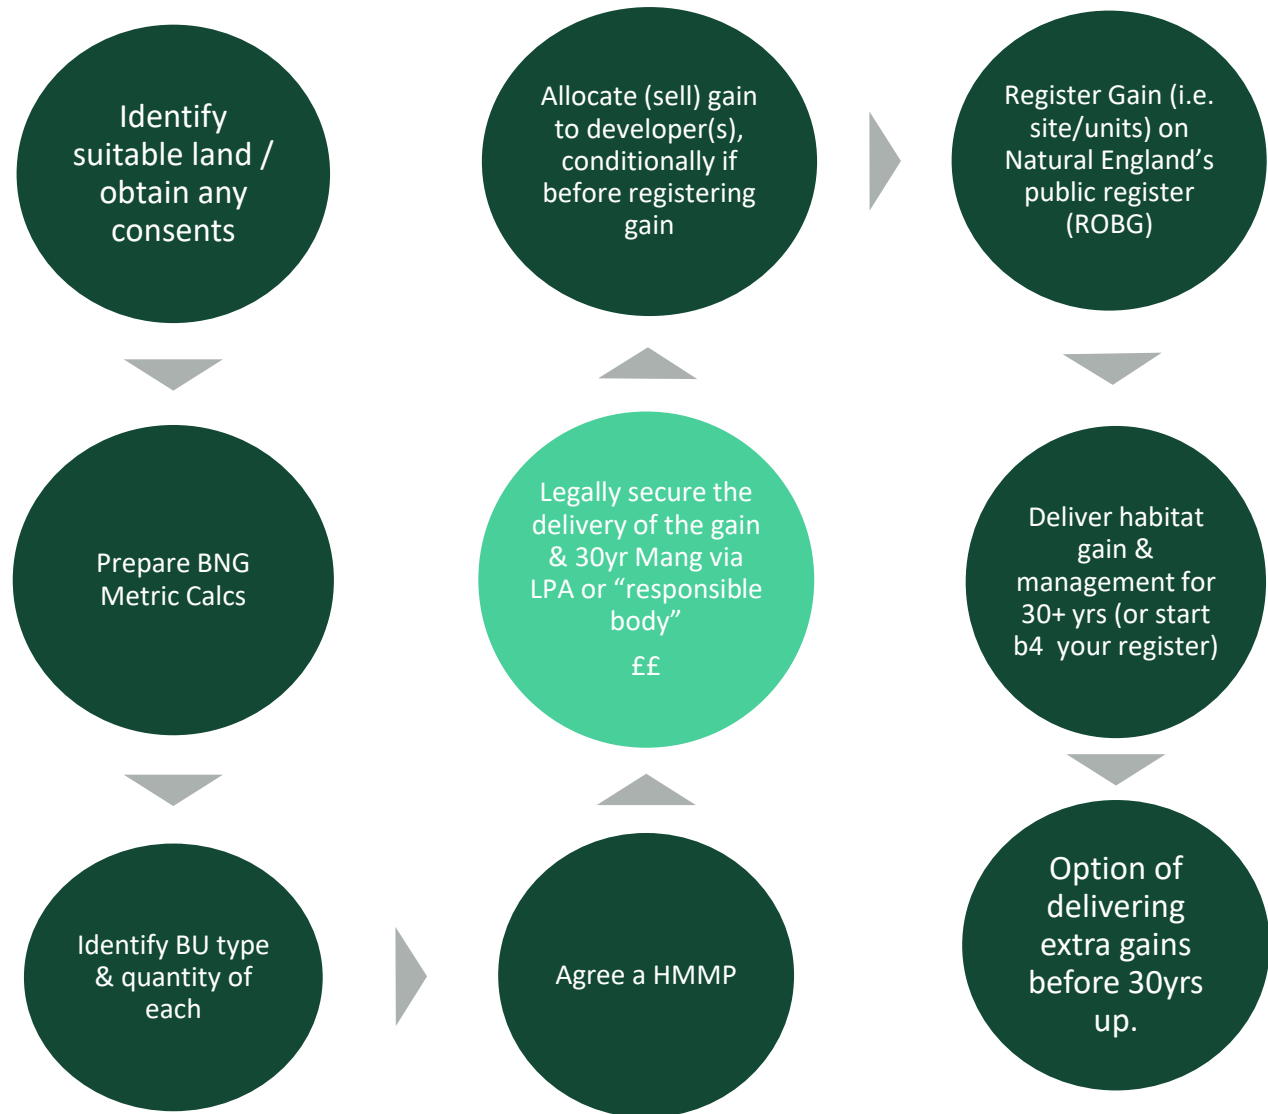 Identify
suitable land /
obtain any
consents
Prepare BNG
Metric Calcs
Identify BU type
& quantity of
each
Agree a HMMP
Legally secure the
delivery of the gain
& 30yr Mang via
LPA or “responsible
body”
££
Allocate (sell) gain
to developer(s),
conditionally if
before registering
gain
Register Gain (i.e.
site/units) on
Natural England’s
public register
(ROBG)
Deliver habitat
gain &
management for
30+ yrs (or start
b4 your register)
Option of
delivering
extra gains
before 30yrs
up.